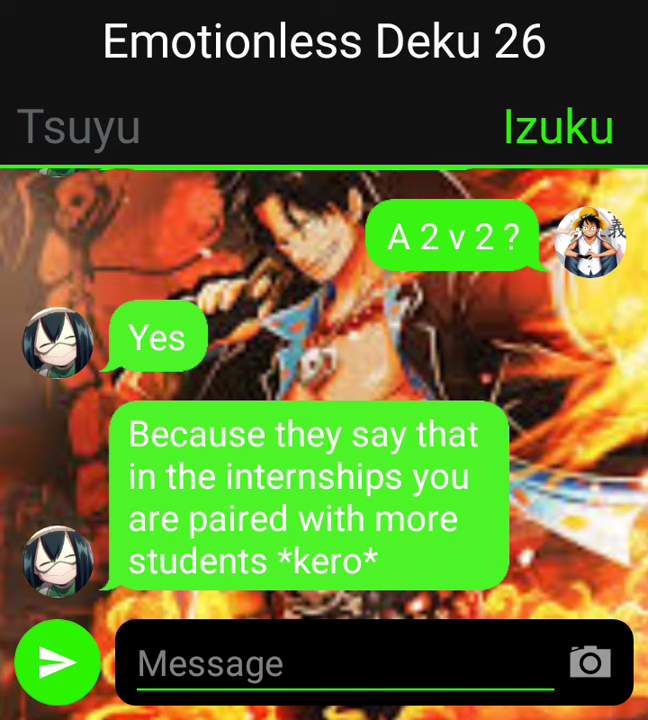 Emotionless Deku 26
Tsuyu
Izuku
A 2 v 2 ?
義
Yes
Because they say that
in the internships you
are paired with more
students *kero*
Message